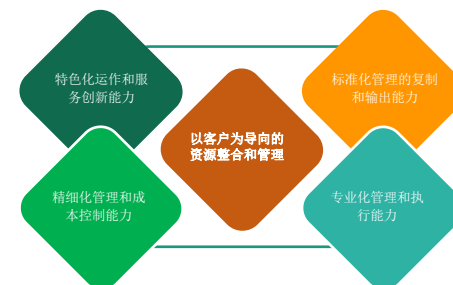 特色化运作和服
务创新能力
标准化管理的复制
和输出能力
以客户为导向的
资源整合和管理
精细化管理和成
本控制能力
专业化管理和执
行能力